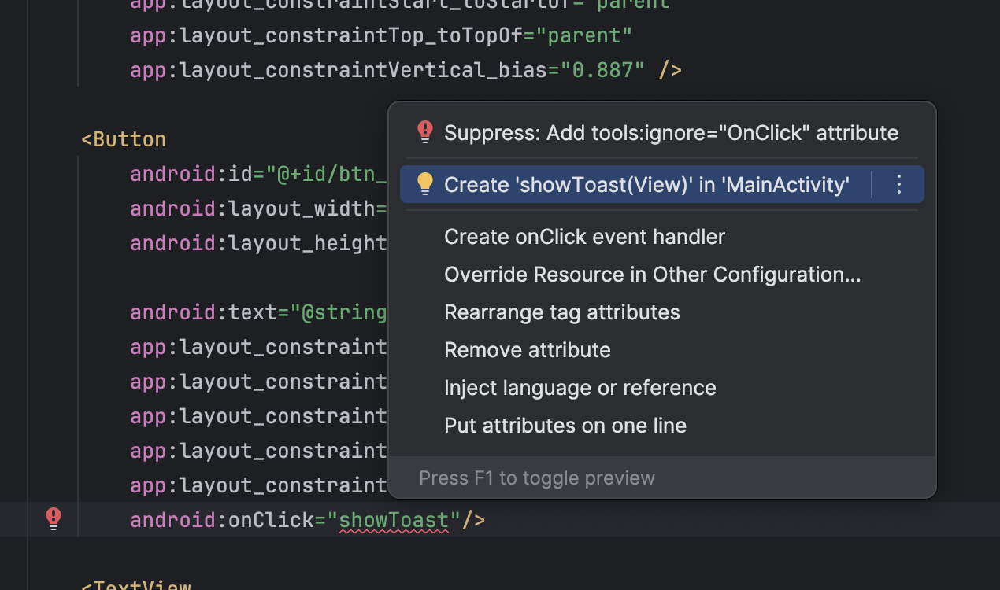 app:layout_constraintStart_toStartOf="parent"
app:layout_constraintTop_toTopOf="parent"
app:layout_constraintVertical_bias="0.887" />
<Button
android:id="@+id/btn_
android:layout_width=
android:layout_height
android:text="@string
app:layout_constraint
app:layout_constraint
app:layout_constraint
app:layout_constraint
app:layout_constraint
android:onClick="showToast"/>
<TextView
Suppress: Add tools:ignore="OnClick" attribute
Create 'showToast(View)' in 'MainActivity'
Create onClick event handler
Override Resource in Other Configuration...
Rearrange tag attributes
Remove attribute
Inject language or reference
Put attributes on one line
Press F1 to toggle preview